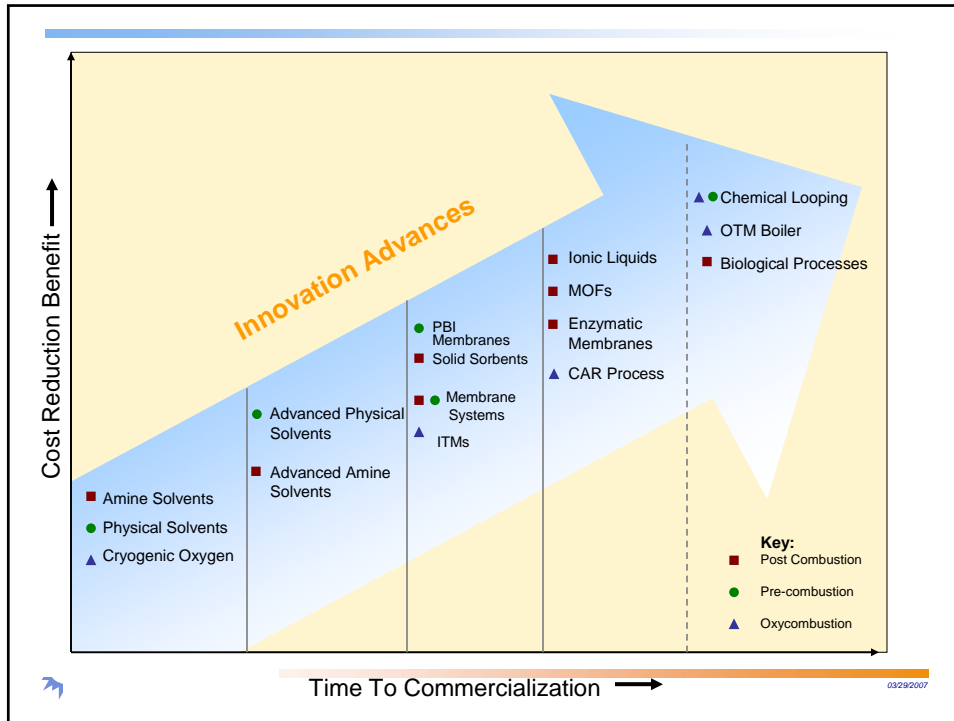 Cost Reduction Benefit
Innovation Advances
Amine Solvents
Physical Solvents
Cryogenic Oxygen
Advanced Physical
Solvents
Advanced Amine
Solvents
PBI
Membranes
Solid Sorbents
Membrane
Systems
ITMs
Ionic Liquids
MOFs
Enzymatic
Membranes
CAR Process
Chemical Looping
OTM Boiler
Biological Processes
Key:
Post Combustion
Pre-combustion
Oxycombustion
Time To Commercialization
03/29/2007